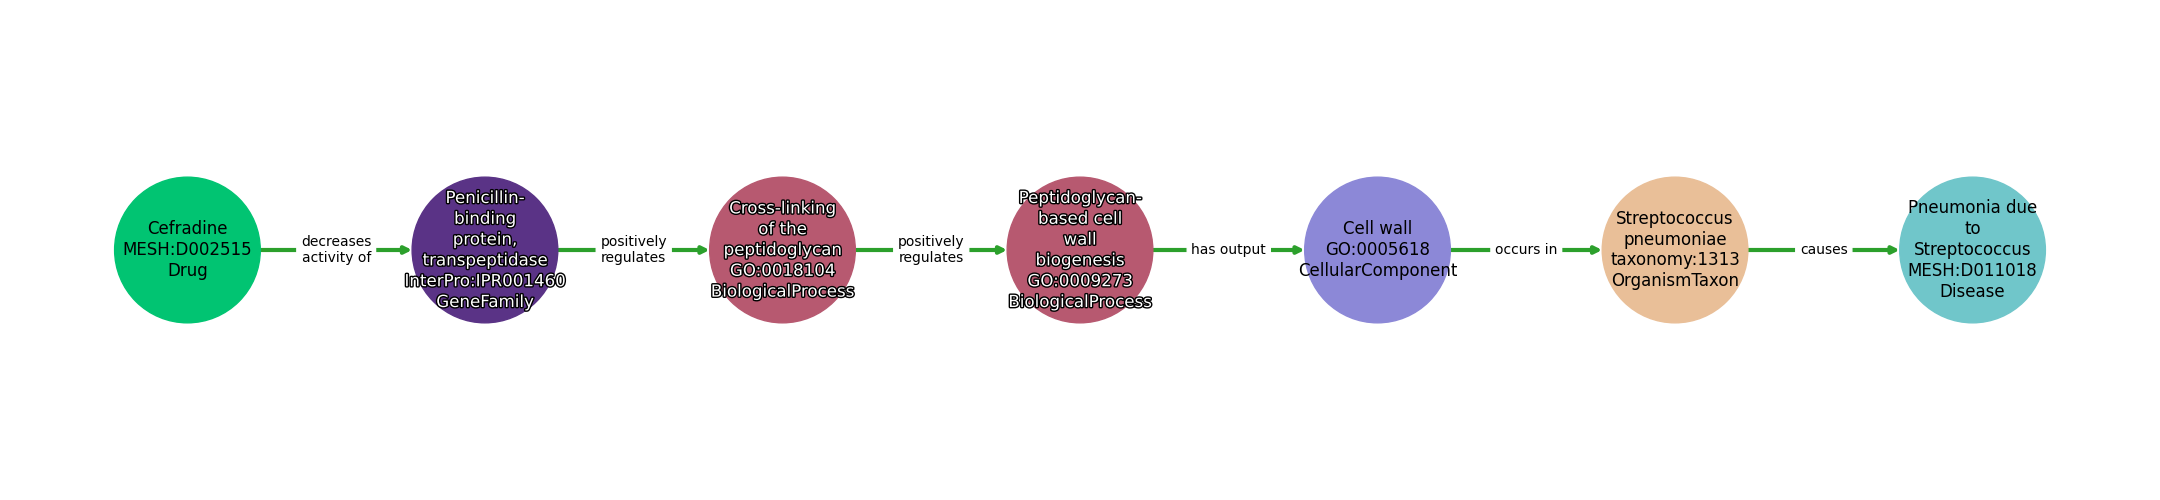 Cefradine
MESH:D002515
Drug
decreases
activity of
Penicillin-
binding
protein,
transpeptidase
InterPro:IPR001460
GeneFamily
positively
regulates
Cross-linking
of the
peptidoglycan
GO:0018104
BiologicalProcess
positively
regulates
Peptidoglycan-
based cell
wall
biogenesis
GO:0009273
BiologicalProcess
has output
Cell wall
GO:0005618
CellularComponent
occurs in
Streptococcus
pneumoniae
taxonomy:1313
OrganismTaxon
causes
Pneumonia due
to
Streptococcus
MESH:D011018
Disease